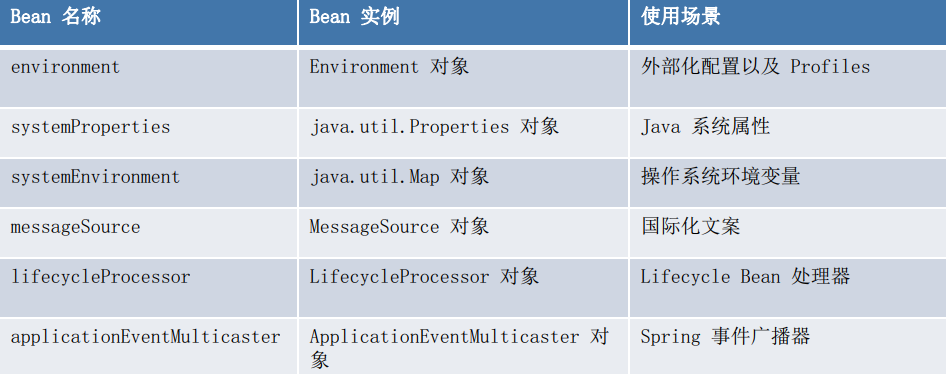 Bean 名称 Bean 实例 使用场景
environment Environment 对象 外部化配置以及 Profiles
systemProperties java.util.Properties 对象 Java 系统属性
systemEnvironment java.util.Map 对象 操作系统环境变量
messageSource MessageSource 对象 国际化文案
lifecycleProcessor LifecycleProcessor 对象 Lifecycle Bean 处理器
applicationEventMulticaster ApplicationEventMulticaster 对 Spring 事件广播器
象